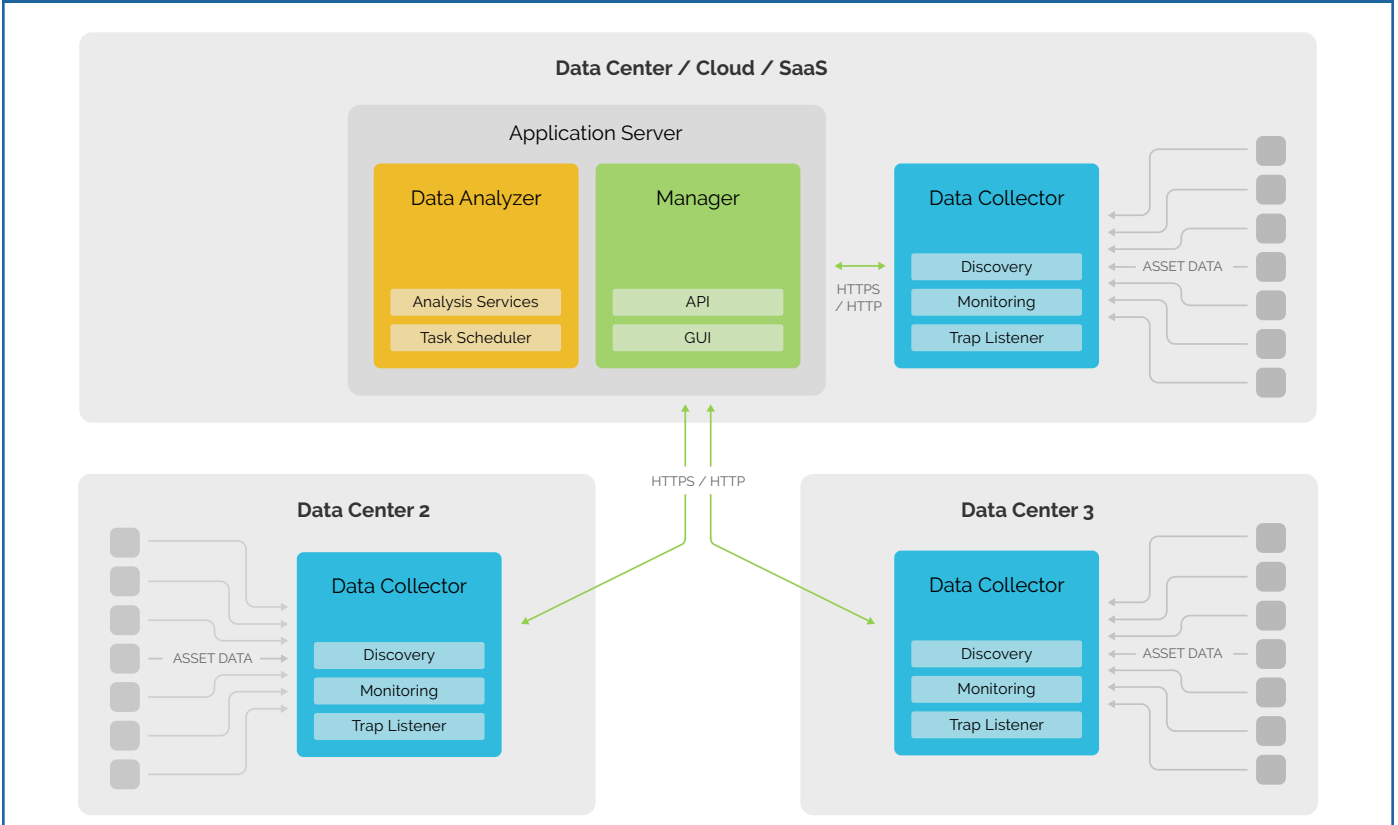 Data Center / Cloud / SaaS
Application Server
Data Analyzer
Analysis Services
Task Scheduler
Manager
API
GUI
HTTPS
/ HTTP
Data Collector
Discovery
Monitoring
Trap Listener
ASSET DATA
HTTPS / HTTP
Data Center 2
ASSET DATA
Data Collector
Discovery
Monitoring
Trap Listener
Data Center 3
Data Collector
Discovery
Monitoring
Trap Listener
ASSET DATA